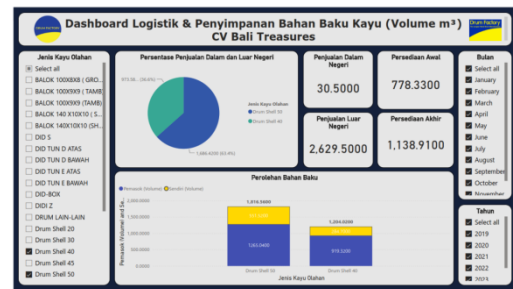 Dashboard Logistik & Penyimpanan Bahan Baku Kayu (Volume m³)
CV Bali Treasures
Drum Factory
Jenis Kayu Olahan
Select all
BALOK 100X8X8 ( GRO...
BALOK 100X9X9 ( TAMB
BALOK 100X9X9 (TAMB)
BALOK 140 X10X10 ( S...
BALOK 140X10X10 (SH...
DID S
DID TUN D ATAS
DID TUN D BAWAH
DID TUN E ATAS
DID TUN E BAWAH
DID-BOX
DIDI Z
DRUM LAIN-LAIN
Drum Shell 20
Drum Shell 30
Drum Shell 40
Drum Shell 45
Drum Shell 50
Persentase Penjualan Dalam dan Luar Negeri
Jenis Kayu Olahan
Drum Shell 50
Drum Shell 40
Penjualan Dalam Negeri
30.5000
Persediaan Awal
778.3300
Penjualan Luar Negeri
2,629.5000
Persediaan Akhir
1,138.9100
Perolehan Bahan Baku
Pemasok (Volume)
Sendiri (Volume)
Pemasok (Volume) and Se...
Drum Shell 50
Drum Shell 40
Jenis Kayu Olahan
Bulan
Select all
January
February
March
April
May
June
July
August
September
October
November
Tahun
Select all
2019
2020
2021
2022
2023